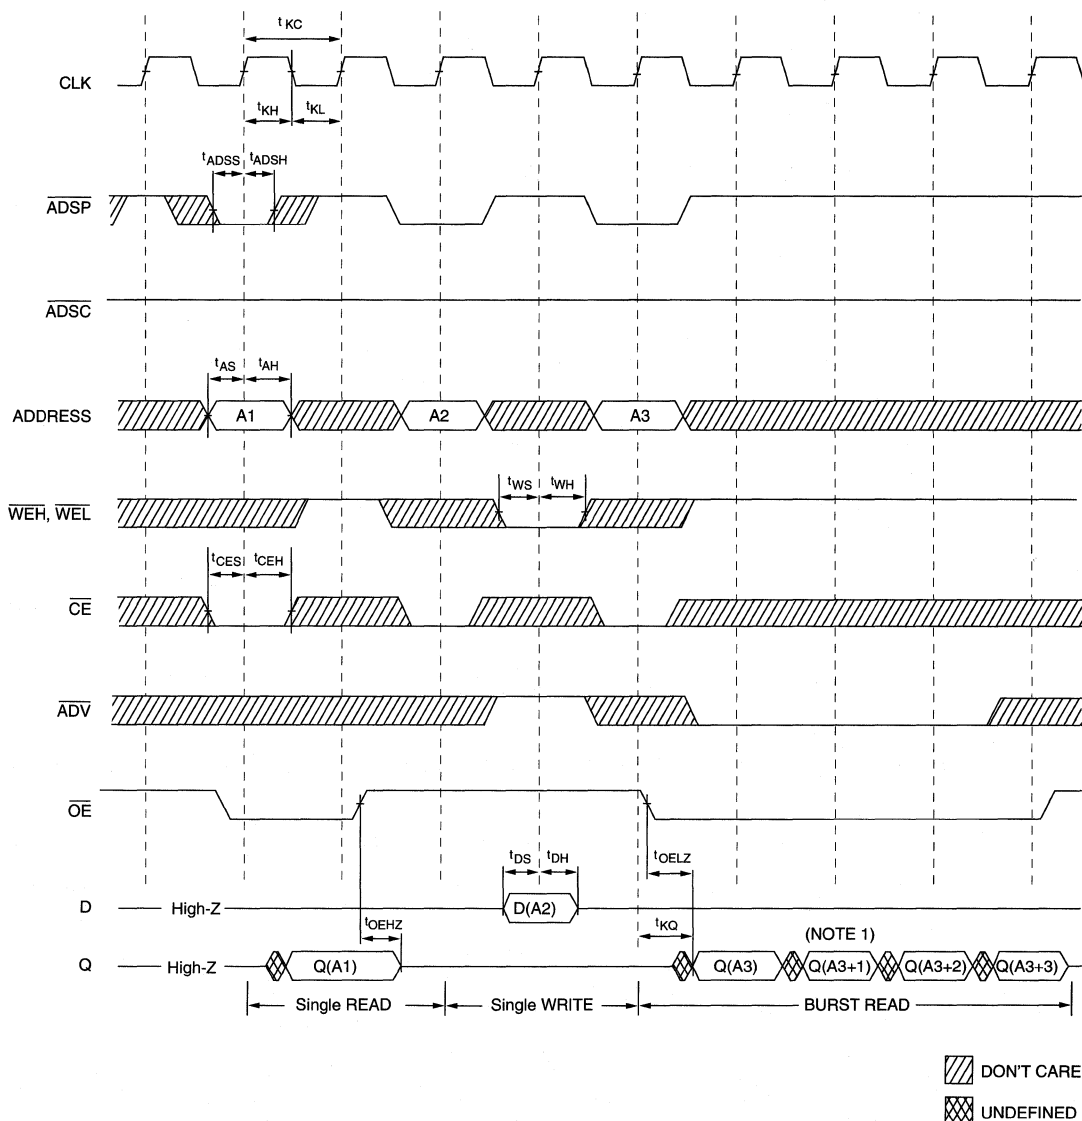 t KC
CLK
tKH
tKL
tADSS
tADSH
ADSP
ADSC
tAS
tAH
ADDRESS
A1
A2
A3
tWS
tWH
WEH, WEL
tCES
tCEH
CE
ADV
OE
tDS
tDH
tOELZ
D
High-Z
D(A2)
tOEHZ
tKQ
(NOTE 1)
Q
High-Z
Q(A1)
Q(A3)
Q(A3+1)
Q(A3+2)
Q(A3+3)
Single READ
Single WRITE
BURST READ
DON'T CARE
UNDEFINED